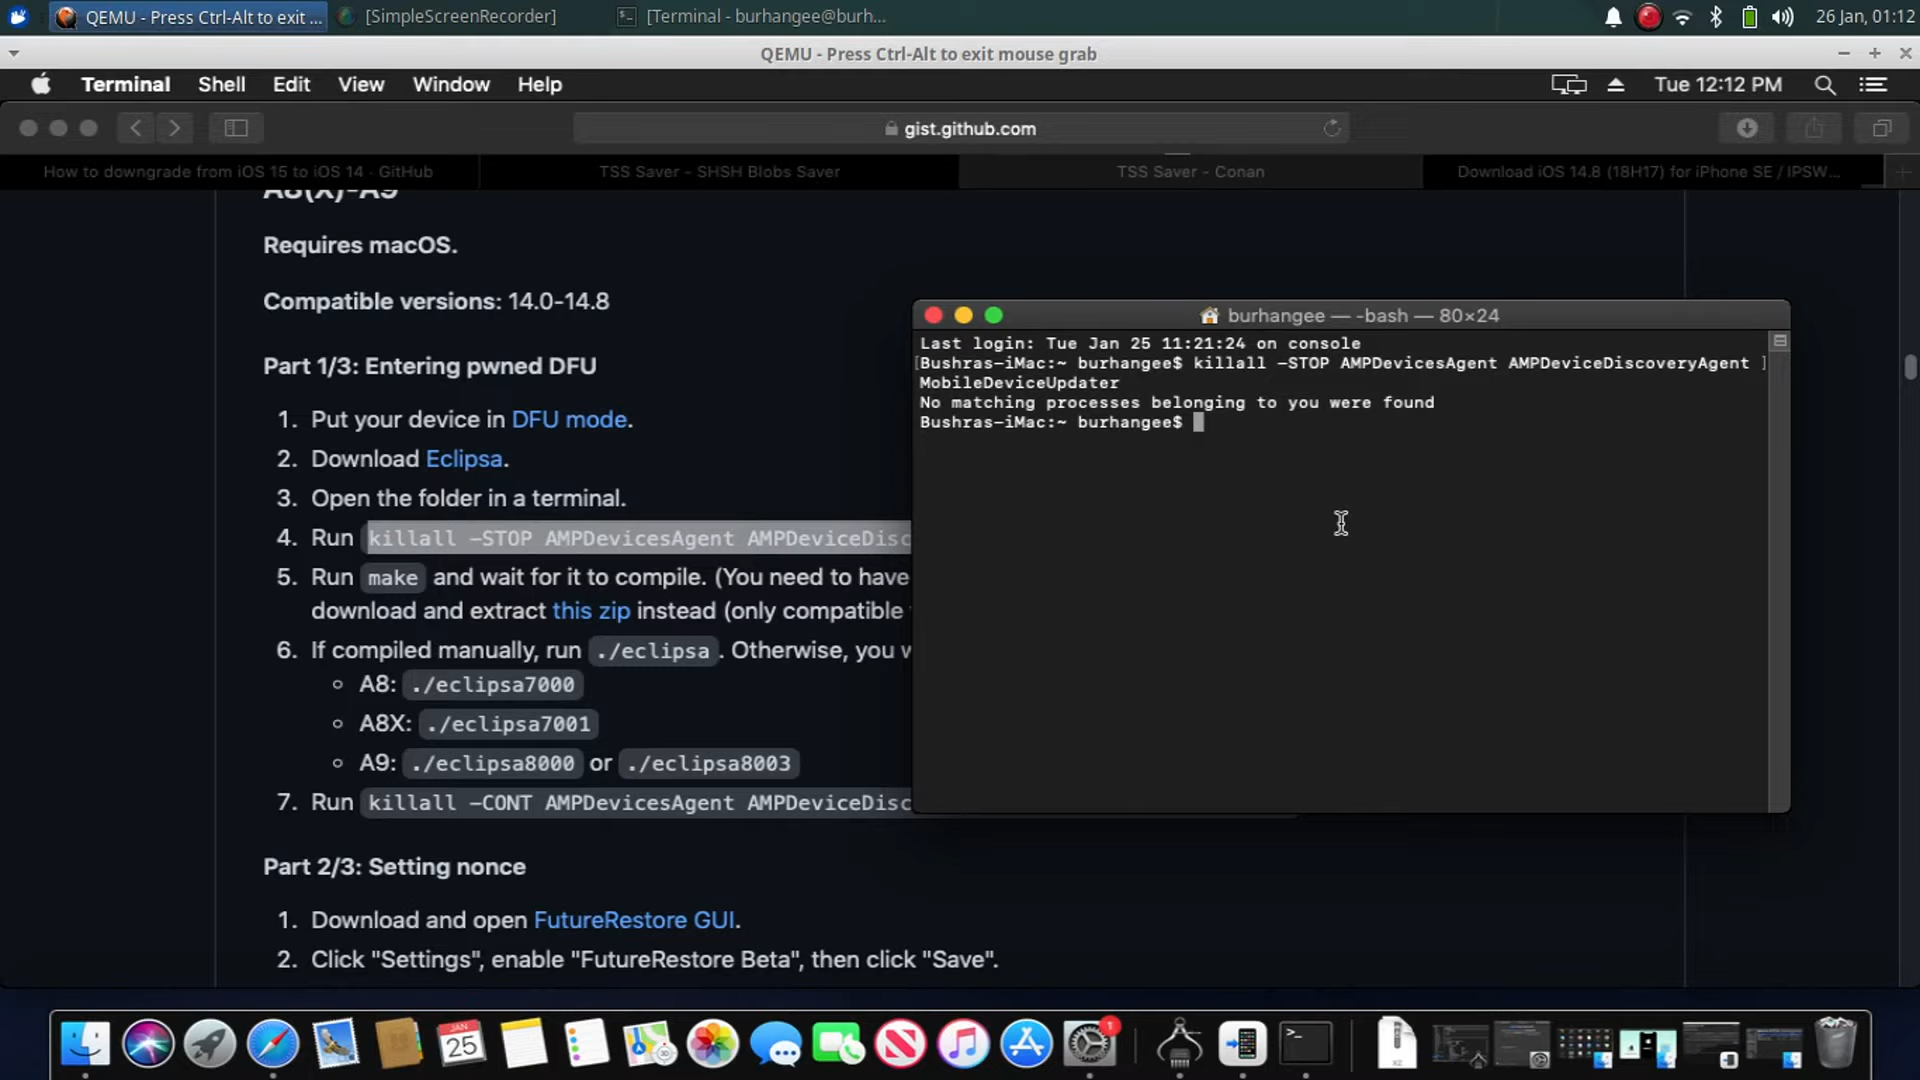 QEMU - Press Ctrl-Alt to exit ...
[SimpleScreenRecorder]
[Terminal - burhangee@burh...
26 Jan, 01:12
QEMU - Press Ctrl-Alt to exit mouse grab
Terminal Shell Edit View Window Help
Tue 12:12 PM
gist.github.com
How to downgrade from iOS 15 to iOS 14 · GitHub
TSS Saver - SHSH Blobs Saver
TSS Saver - Conan
Download iOS 14.8 (18H17) for iPhone SE / IPSW...
A8(X)-A9
Requires macOS.
Compatible versions: 14.0-14.8
Part 1/3: Entering pwned DFU
1. Put your device in DFU mode.
2. Download Eclipsa.
3. Open the folder in a terminal.
4. Run killall -STOP AMPDevicesAgent AMPDeviceDisc
5. Run make and wait for it to compile. (You need to have
download and extract this zip instead (only compatible
6. If compiled manually, run ./eclipsa. Otherwise, you w
A8: ./eclipsa7000
A8X: ./eclipsa7001
A9: ./eclipsa8000 or ./eclipsa8003
7. Run killall -CONT AMPDevicesAgent AMPDeviceDisc
Part 2/3: Setting nonce
1. Download and open FutureRestore GUI.
2. Click "Settings", enable "FutureRestore Beta", then click "Save".
burhangee — -bash — 80×24
Last login: Tue Jan 25 11:21:24 on console
[Bushras-iMac:~ burhangee$ killall -STOP AMPDevicesAgent AMPDeviceDiscoveryAgent ]
MobileDeviceUpdater
No matching processes belonging to you were found
Bushras-iMac:~ burhangee$
JAN
25
1